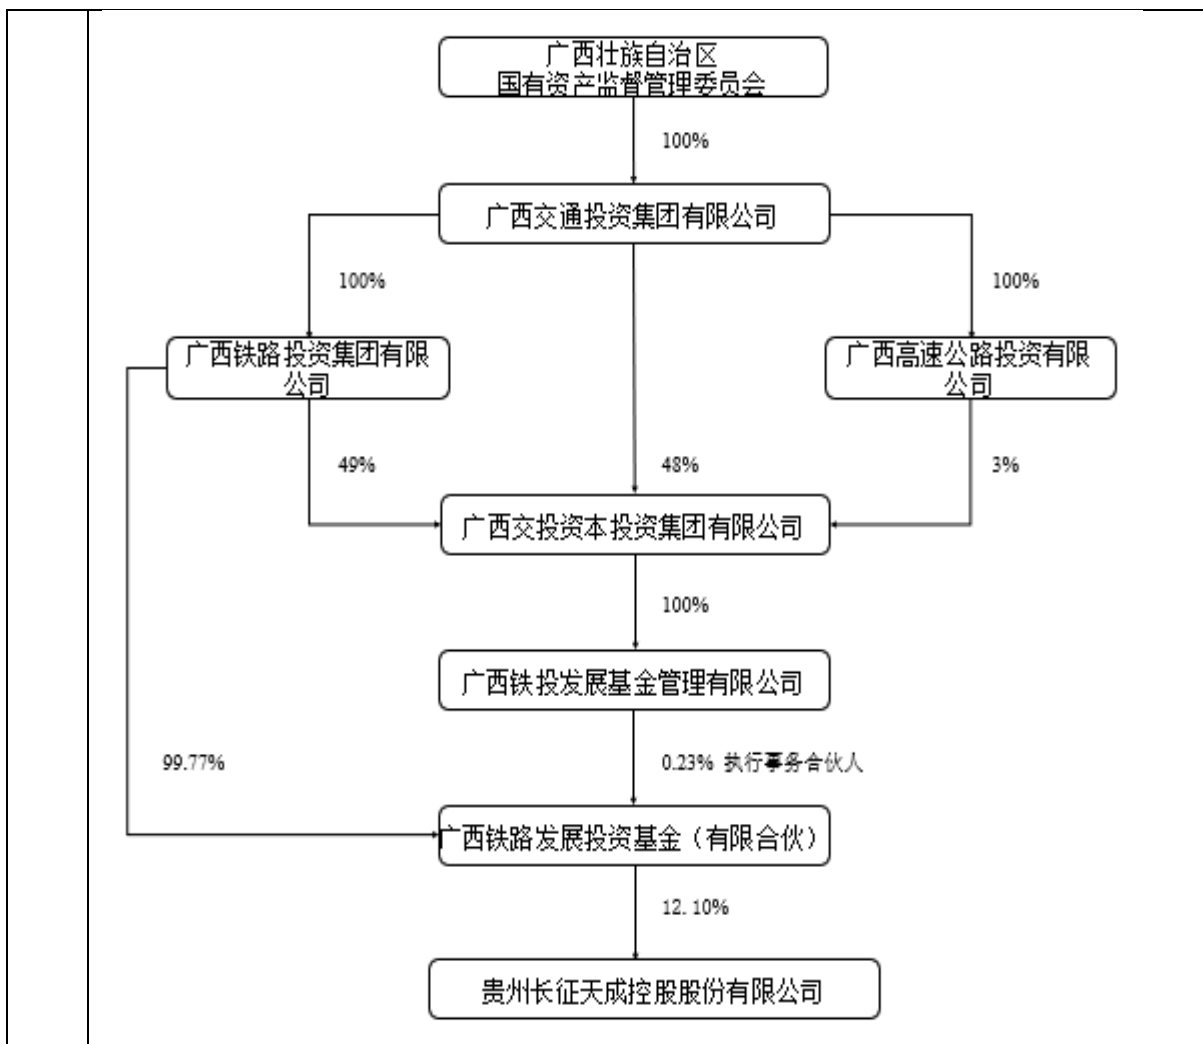 广西壮族自治区
国有资产监督管理委员会
100%
广西交通投资集团有限公司
100%
100%
广西铁路投资集团有限
公司
广西高速公路投资有限
公司
49%
48%
3%
广西交投资本投资集团有限公司
100%
广西铁投发展基金管理有限公司
99.77%
0.23% 执行事务合伙人
广西铁路发展投资基金（有限合伙）
12.10%
贵州长征天成控股股份有限公司